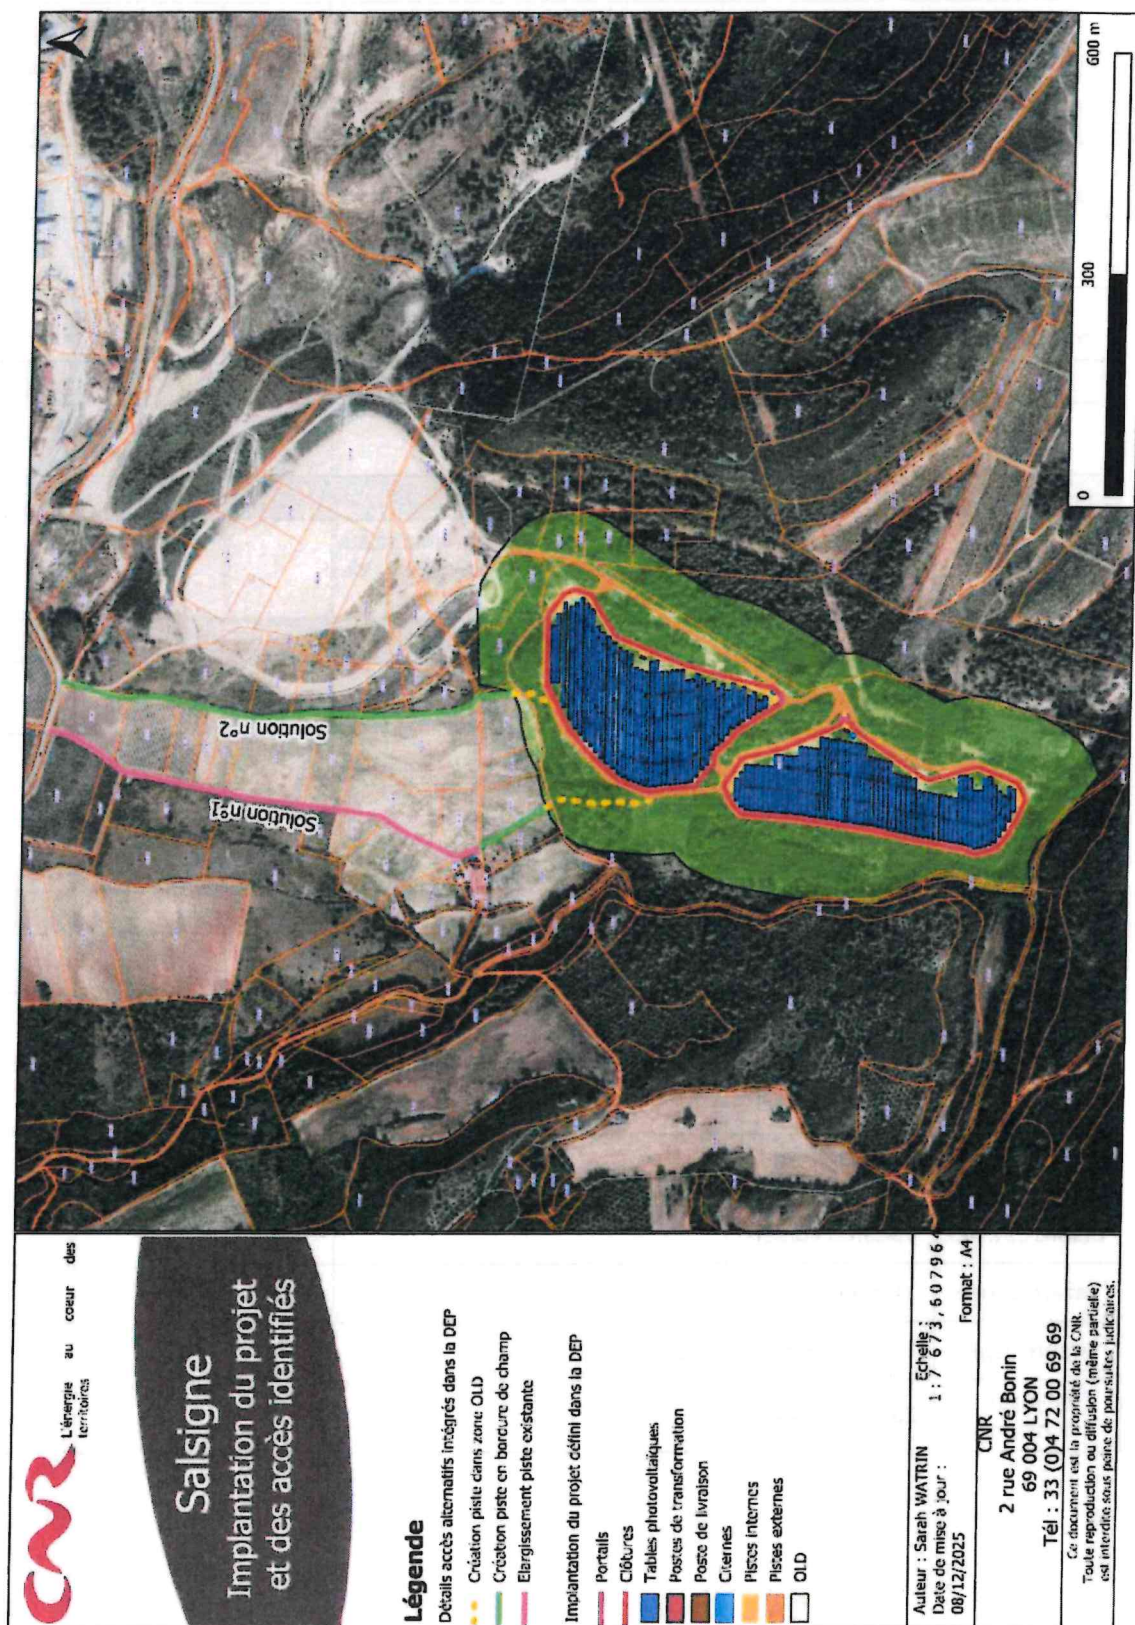 CNR
L'énergie au coeur des
territoires
Salsigne
Implantation du projet
et des accès identifiés
Légende
Détails accès alternatifs intégrés dans la DEP
Création piste dans zone OLD
Création piste en bordure de champ
Elargissement piste existante
Implantation du projet défini dans la DEP
Portails
Clôtures
Tables photovoltaïques
Postes de transformation
Poste de livraison
Citernes
Pistes internes
Pistes externes
OLD
Auteur : Sarah WATRIN
Echelle :
Date de mise à jour :
1 : 7 673,607964
08/12/2025
Format : A4
CNR
2 rue André Bonin
69 004 LYON
Tél : 33 (0)4 72 00 69 69
Ce document est la propriété de la CNR.
Toute reproduction ou diffusion (même partielle)
est interdite sous peine de poursuites judiciaires.
Solution n°1
Solution n°2
0 300 600 m